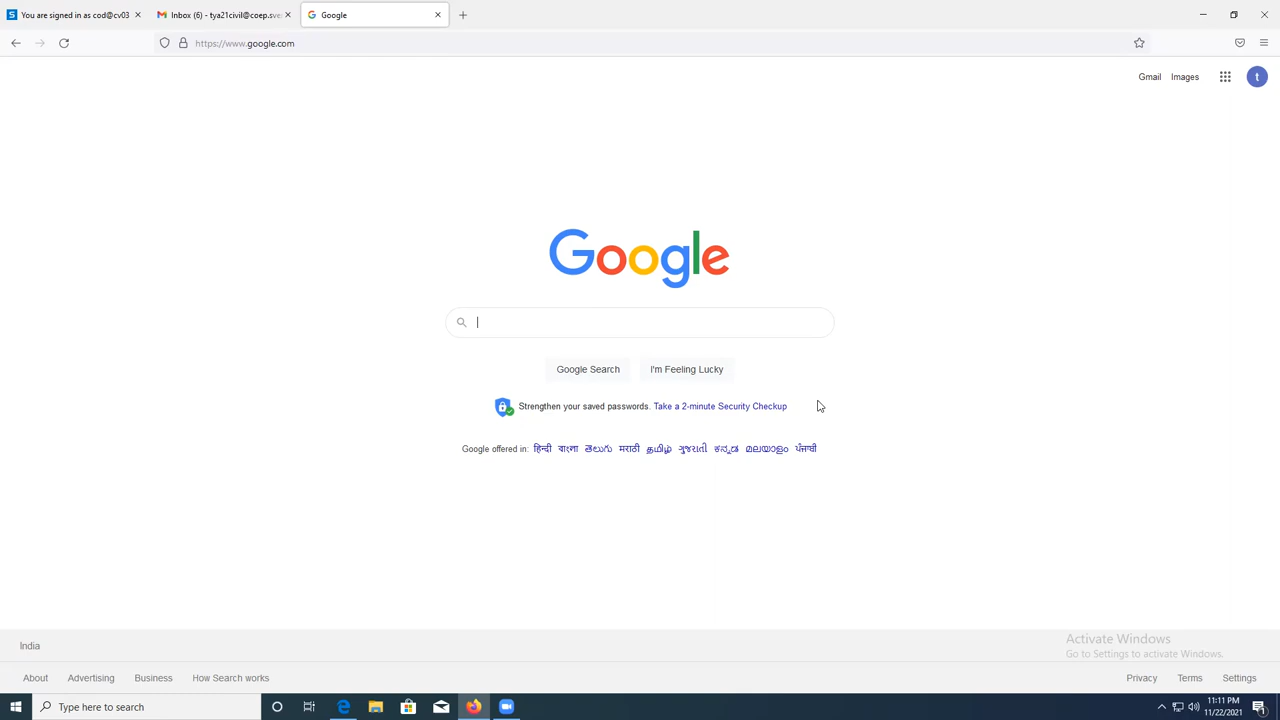 You are signed in as cod@cv03
Inbox (6) - tya21civil@coep.sve
Google
https://www.google.com
Gmail Images t
Google
Google Search I'm Feeling Lucky
Strengthen your saved passwords. Take a 2-minute Security Checkup
Google offered in: हिन्दी বাংলা తెలుగు मराठी தமிழ் ગુજરાતી ಕನ್ನಡ മലയാളം ਪੰਜਾਬੀ
India
Activate Windows
Go to Settings to activate Windows.
About Advertising Business How Search works Privacy Terms Settings
Type here to search
11:11 PM
11/22/2021
1